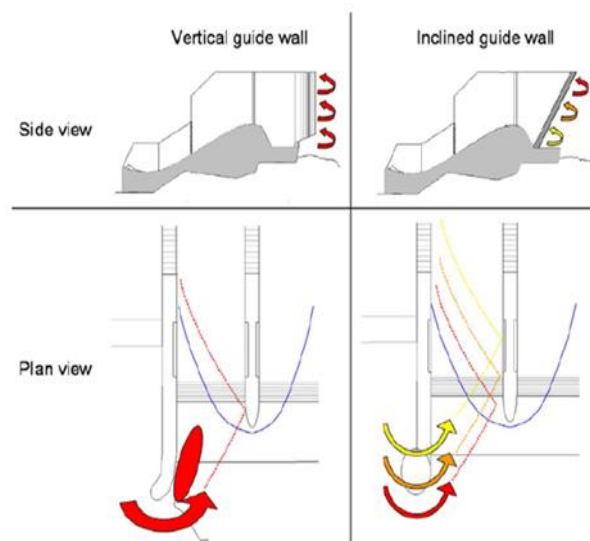 Vertical guide wall
Inclined guide wall
Side view
Plan view